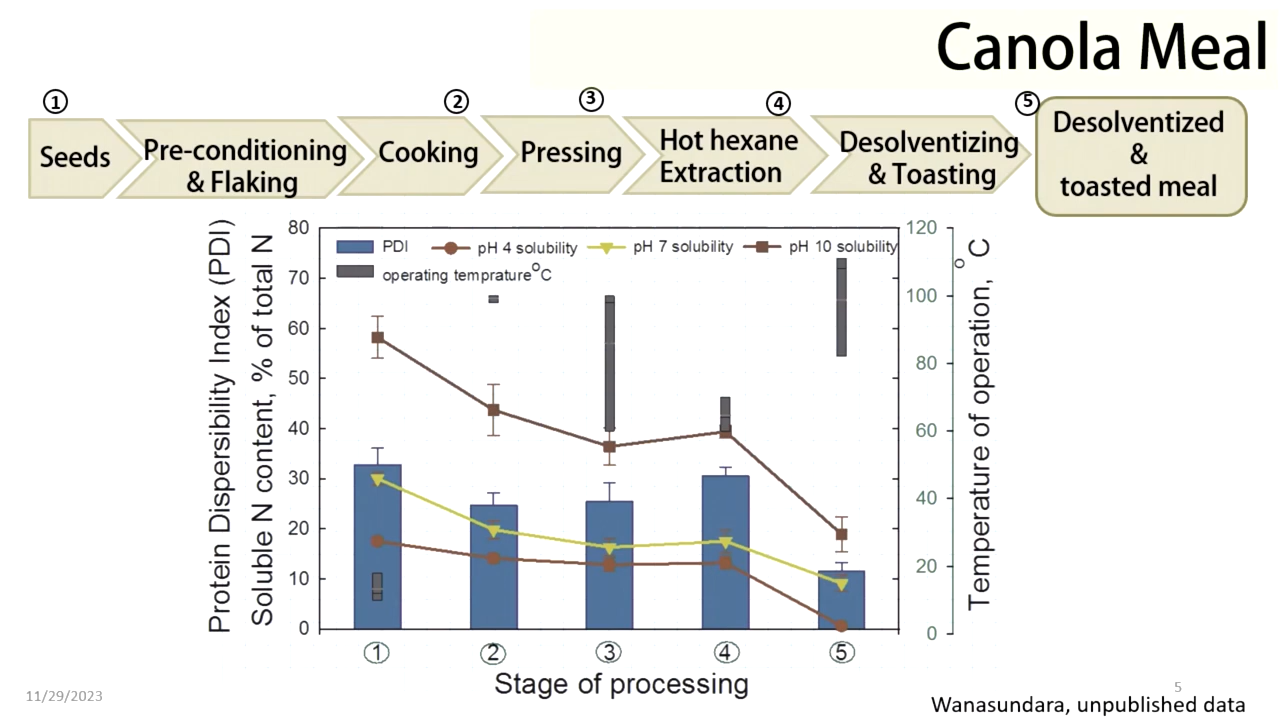 Canola Meal
① ② ③ ④ ⑤
Seeds
Pre-conditioning
& Flaking
Cooking
Pressing
Hot hexane
Extraction
Desolventizing
& Toasting
Desolventized
&
toasted meal
Protein Dispersibility Index (PDI)
Soluble N content, % of total N
80
70
60
50
40
30
20
10
0
PDI
pH 4 solubility
pH 7 solubility
pH 10 solubility
operating temprature°C
120
100
80
60
40
20
0
Temperature of operation, °C
① ② ③ ④ ⑤
Stage of processing
11/29/2023
5
Wanasundara, unpublished data